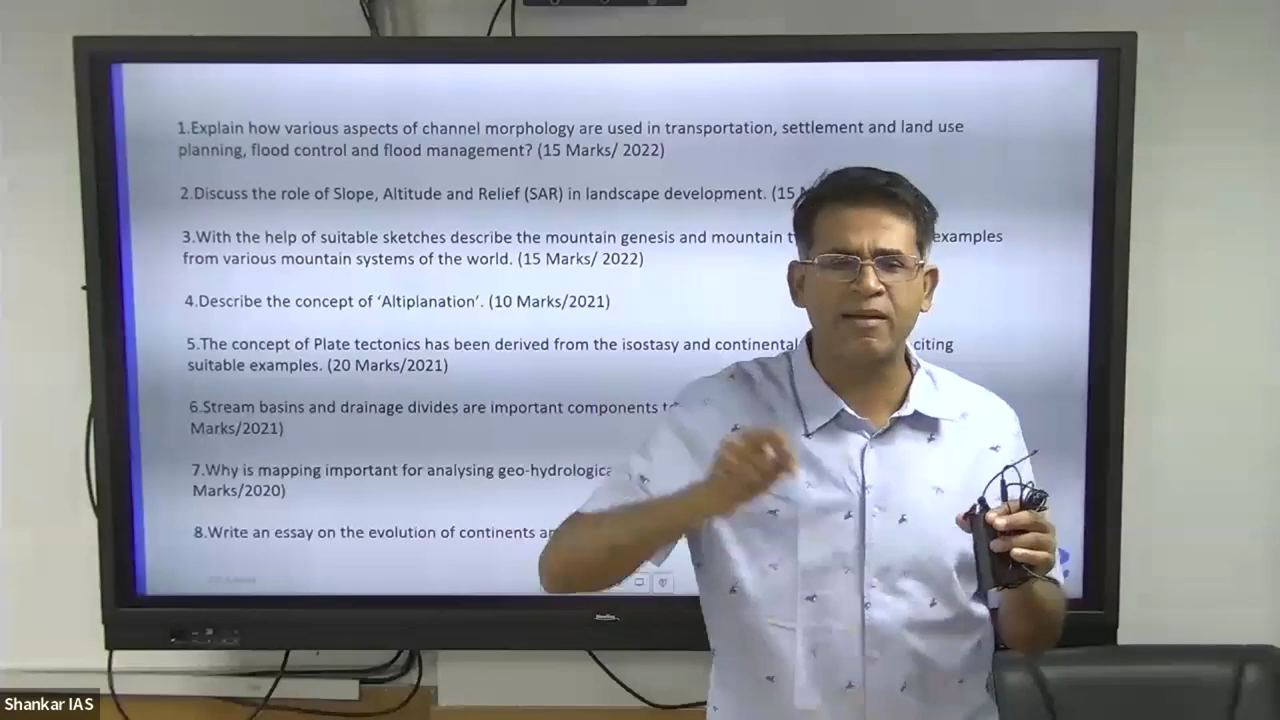 1.Explain how various aspects of channel morphology are used in transportation, settlement and land use
planning, flood control and flood management? (15 Marks/ 2022)
2.Discuss the role of Slope, Altitude and Relief (SAR) in landscape development. (15
3.With the help of suitable sketches describe the mountain genesis and mountain examples
from various mountain systems of the world. (15 Marks/ 2022)
4.Describe the concept of ‘Altiplanation’. (10 Marks/2021)
5.The concept of Plate tectonics has been derived from the isostasy and continental citing
suitable examples. (20 Marks/2021)
6.Stream basins and drainage divides are important components
Marks/2021)
7.Why is mapping important for analysing
Marks/2020)
8.Write an essay on the evolution of continents
Shankar IAS